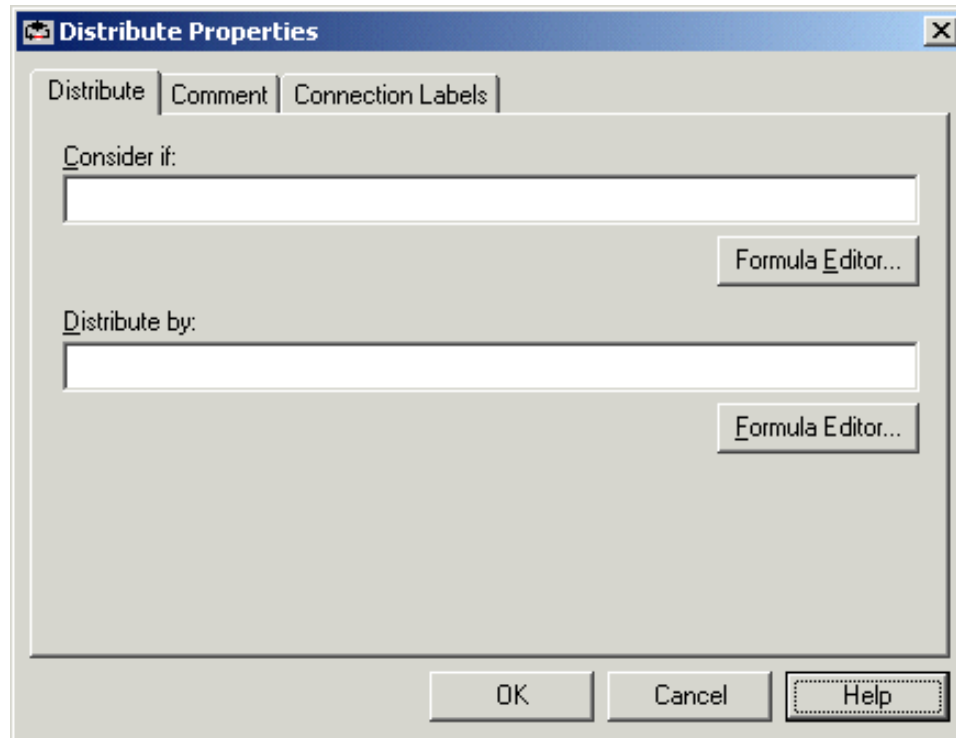 Distribute Properties
Distribute Comment Connection Labels
Consider if:
Formula Editor...
Distribute by:
Formula Editor...
OK Cancel Help